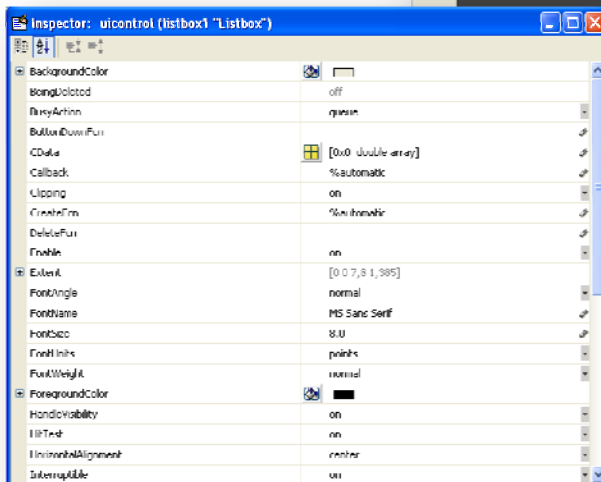 Inspector: uicontrol (listbox1 "Listbox")
BackgroundColor
BeingDeleted off
BusyAction queue
ButtonDownFcn
CData [0x0 double array]
Callback %automatic
Clipping on
CreateFcn %automatic
DeleteFcn
Enable on
Extent [0 0 7,8 1,385]
FontAngle normal
FontName MS Sans Serif
FontSize 8.0
FontUnits points
FontWeight normal
ForegroundColor
HandleVisibility on
HitTest on
HorizontalAlignment center
Interruptible on